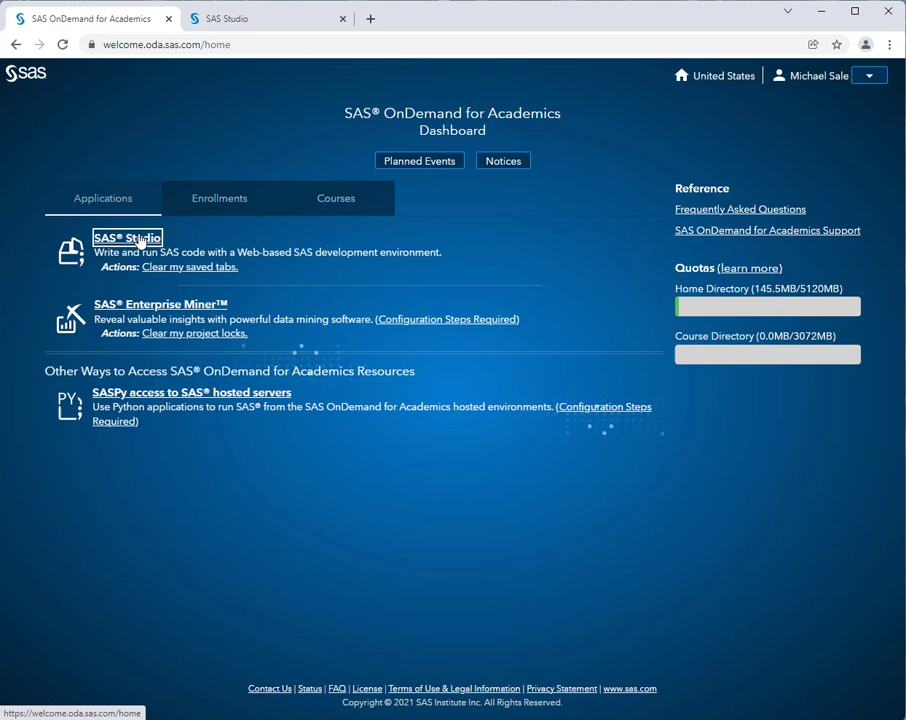 SAS OnDemand for Academics
SAS Studio
welcome.oda.sas.com/home
sas
United States
Michael Sale
SAS® OnDemand for Academics
Dashboard
Planned Events
Notices
Applications
Enrollments
Courses
SAS® Studio
Write and run SAS code with a Web-based SAS development environment.
Actions: Clear my saved tabs.
SAS® Enterprise Miner™
Reveal valuable insights with powerful data mining software. (Configuration Steps Required)
Actions: Clear my project locks.
Other Ways to Access SAS® OnDemand for Academics Resources
PY
SASPy access to SAS® hosted servers
Use Python applications to run SAS® from the SAS OnDemand for Academics hosted environments. (Configuration Steps
Required)
Reference
Frequently Asked Questions
SAS OnDemand for Academics Support
Quotas (learn more)
Home Directory (145.5MB/5120MB)
Course Directory (0.0MB/3072MB)
Contact Us | Status | FAQ | License | Terms of Use & Legal Information | Privacy Statement | www.sas.com
Copyright © 2021 SAS Institute Inc. All Rights Reserved.
https://welcome.oda.sas.com/home